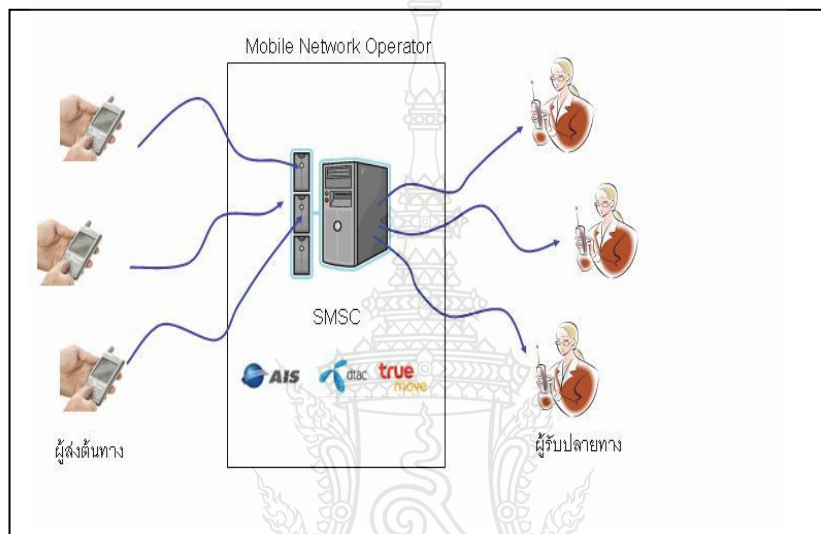 Mobile Network Operator
SMSC
AIS dtac true move
ผู้ส่งต้นทาง
ผู้รับปลายทาง